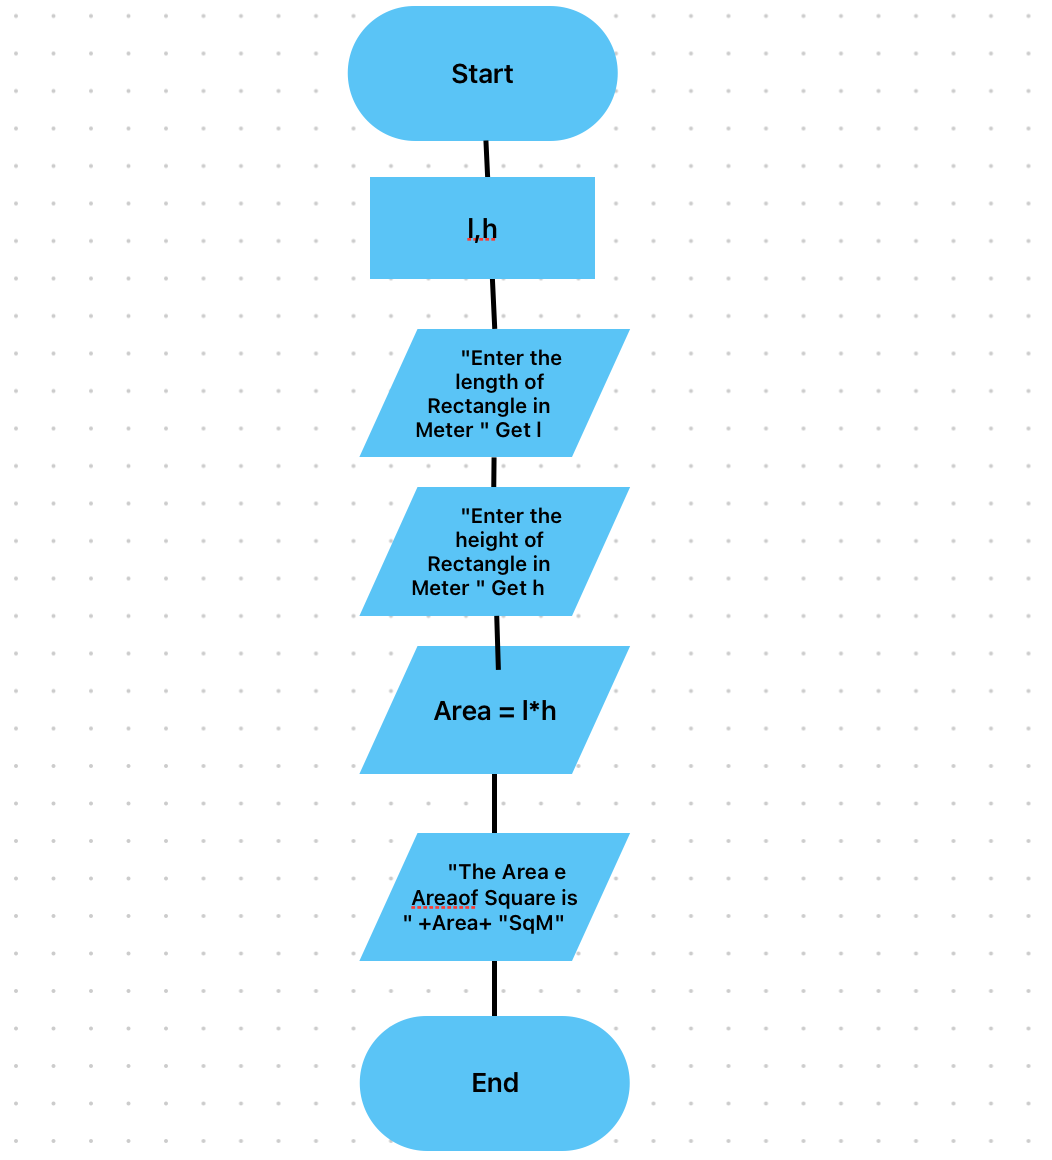 Start
l,h
"Enter the
length of
Rectangle in
Meter " Get l
"Enter the
height of
Rectangle in
Meter " Get h
Area = l*h
"The Area e
Areaof Square is
" +Area+ "SqM"
End